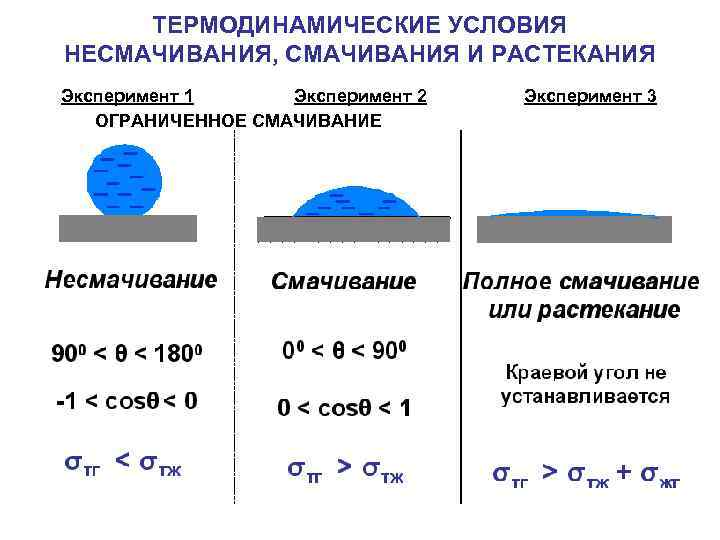 ТЕРМОДИНАМИЧЕСКИЕ УСЛОВИЯ
НЕСМАЧИВАНИЯ, СМАЧИВАНИЯ И РАСТЕКАНИЯ
Эксперимент 1 Эксперимент 2 Эксперимент 3
ОГРАНИЧЕННОЕ СМАЧИВАНИЕ
Несмачивание
90⁰ < θ < 180⁰
-1 < cosθ < 0
σтг < σтж
Смачивание
0⁰ < θ < 90⁰
0 < cosθ < 1
σтг > σтж
Полное смачивание
или растекание
Краевой угол не
устанавливается
σтг > σтж + σжг